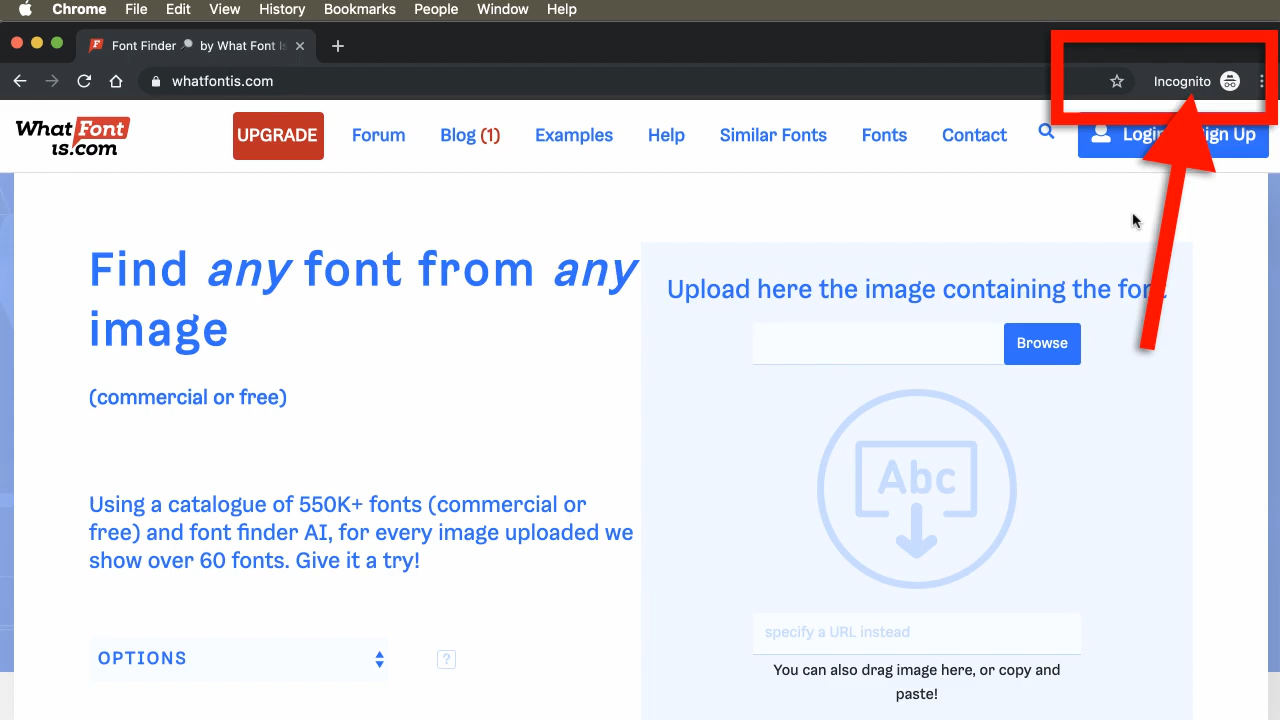 Chrome File Edit View History Bookmarks People Window Help
Font Finder 🔎 by What Font Is
whatfontis.com
Incognito
What Font
is.com
UPGRADE Forum Blog (1) Examples Help Similar Fonts Fonts Contact Sign Up
Find any font from any
image
(commercial or free)
Using a catalogue of 550K+ fonts (commercial or
free) and font finder AI, for every image uploaded we
show over 60 fonts. Give it a try!
OPTIONS
?
Upload here the image containing the font
Browse
Abc
specify a URL instead
You can also drag image here, or copy and
paste!